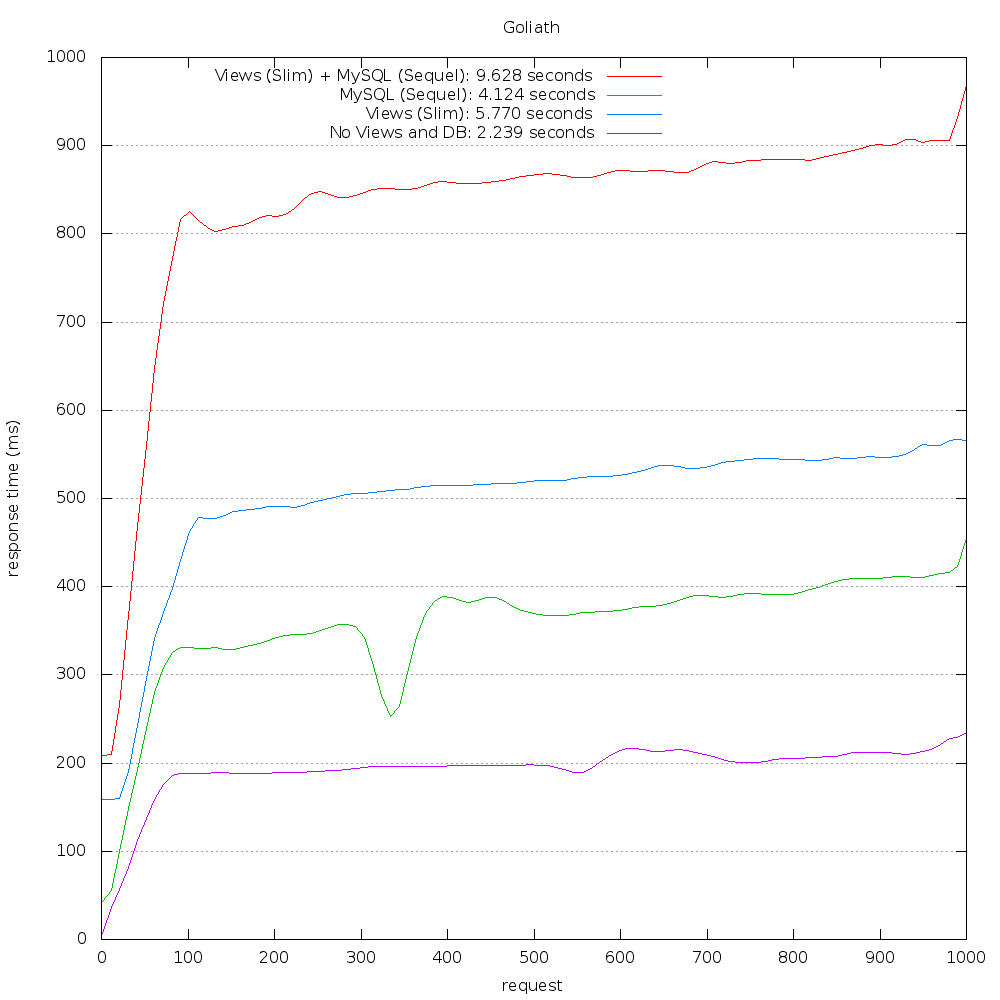 Goliath
Views (Slim) + MySQL (Sequel): 9.628 seconds
MySQL (Sequel): 4.124 seconds
Views (Slim): 5.770 seconds
No Views and DB: 2.239 seconds
response time (ms)
1000
900
800
700
600
500
400
300
200
100
0
0 100 200 300 400 500 600 700 800 900 1000
request